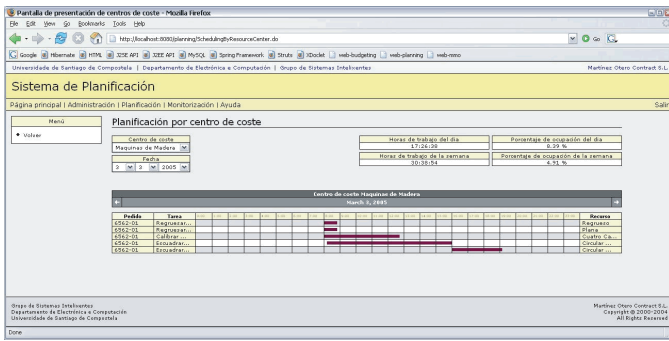 Pantalla de presentación de centros de coste - Mozilla Firefox
File Edit View Go Bookmarks Tools Help
http://localhost:8080/planning/SchedulingByResourceCenter.do Go
Google Hibernate HTML J2SE API J2EE API MySQL Spring Framework Struts XDoclet web-budgeting web-planning web-mmo
Universidade de Santiago de Compostela | Departamento de Electrónica e Computación | Grupo de Sistemas Intelixentes Martínez Otero Contract S.L.
Sistema de Planificación
Página principal | Administración | Planificación | Monitorización | Ayuda Salir
Menú
Volver
Planificación por centro de coste
Centro de coste
Maquinas de Madera
Fecha
3 3 2005
Horas de trabajo del dia Porcentaje de ocupación del dia
17:26:38 8.39 %
Horas de trabajo de la semana Porcentaje de ocupación de la semana
30:38:54 4.91 %
Centro de coste Maquinas de Madera
March 3, 2005
Pedido Tarea Recurso
6562-01 Regruesar... Regrueso
6562-01 Regruesar... Plana
6562-01 Calibrar ... Cuatro Ca...
6562-01 Escuadrar... Circular ...
6562-01 Escuadrar... Circular ...
Grupo de Sistemas Intelixentes Martínez Otero Contract S.L.
Departamento de Electrónica e Computación Copyright © 2000-2004
Universidade de Santiago de Compostela All Rights Reserved
Done